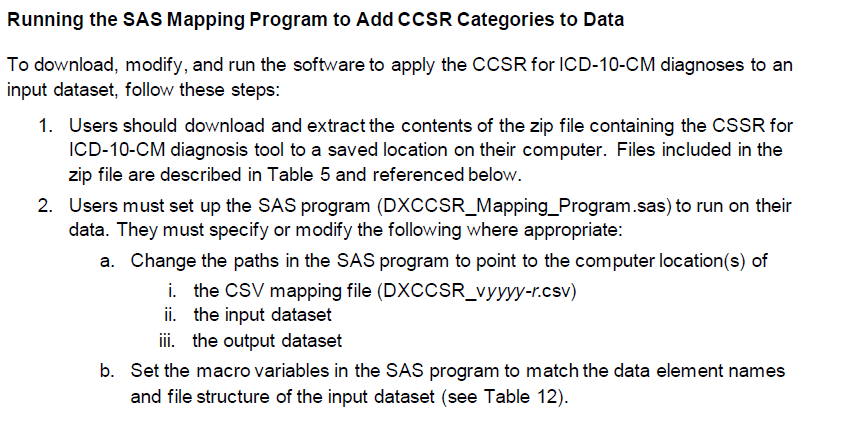 Running the SAS Mapping Program to Add CCSR Categories to Data
To download, modify, and run the software to apply the CCSR for ICD-10-CM diagnoses to an
input dataset, follow these steps:
1. Users should download and extract the contents of the zip file containing the CSSR for
ICD-10-CM diagnosis tool to a saved location on their computer. Files included in the
zip file are described in Table 5 and referenced below.
2. Users must set up the SAS program (DXCCSR_Mapping_Program.sas) to run on their
data. They must specify or modify the following where appropriate:
a. Change the paths in the SAS program to point to the computer location(s) of
i. the CSV mapping file (DXCCSR_vyyyy-r.csv)
ii. the input dataset
iii. the output dataset
b. Set the macro variables in the SAS program to match the data element names
and file structure of the input dataset (see Table 12).